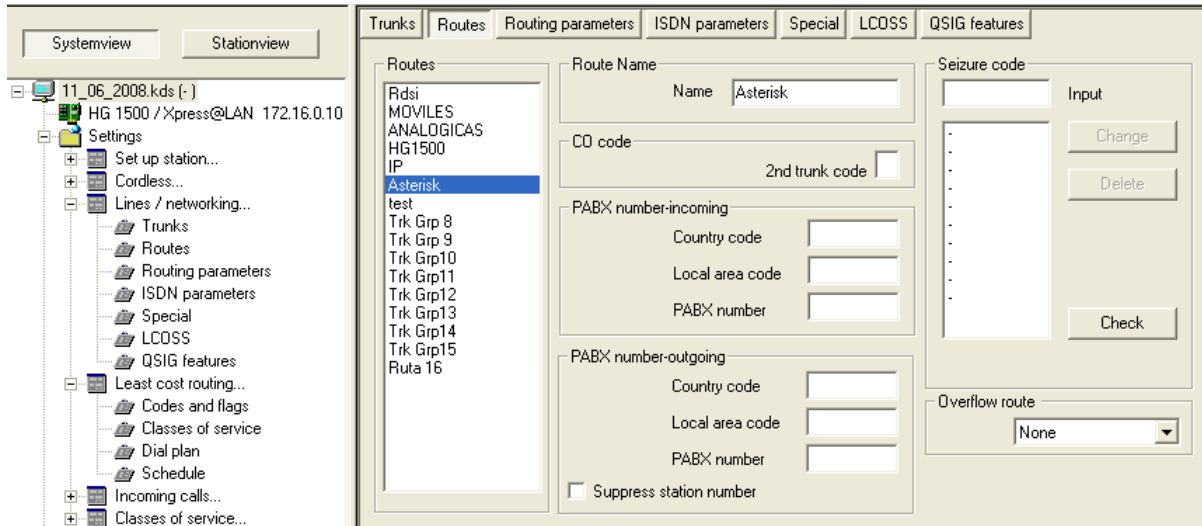 Systemview
Stationview
11_06_2008.kds (- )
HG 1500 / Xpress@LAN 172.16.0.10
Settings
Set up station...
Cordless...
Lines / networking...
Trunks
Routes
Routing parameters
ISDN parameters
Special
LCOSS
QSIG features
Least cost routing...
Codes and flags
Classes of service
Dial plan
Schedule
Incoming calls...
Classes of service...
Trunks Routes Routing parameters ISDN parameters Special LCOSS QSIG features
Routes
Rdsi
MOVILES
ANALOGICAS
HG1500
IP
Asterisk
test
Trk Grp 8
Trk Grp 9
Trk Grp10
Trk Grp11
Trk Grp12
Trk Grp13
Trk Grp14
Trk Grp15
Ruta 16
Route Name
Name Asterisk
CO code
2nd trunk code
PABX number-incoming
Country code
Local area code
PABX number
PABX number-outgoing
Country code
Local area code
PABX number
Suppress station number
Seizure code
Input
-
-
-
-
-
-
-
-
-
-
Change
Delete
Check
Overflow route
None